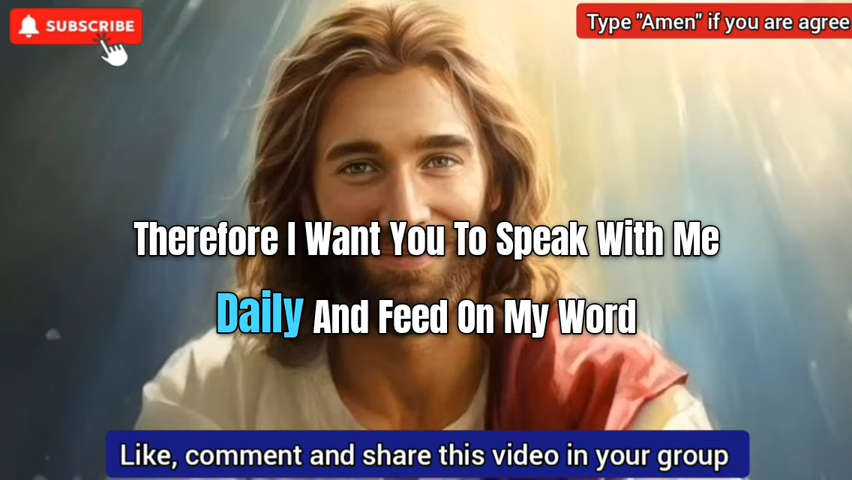 SUBSCRIBE
Type "Amen" if you are agree
Therefore I Want You To Speak With Me
Daily And Feed On My Word
Like, comment and share this video in your group